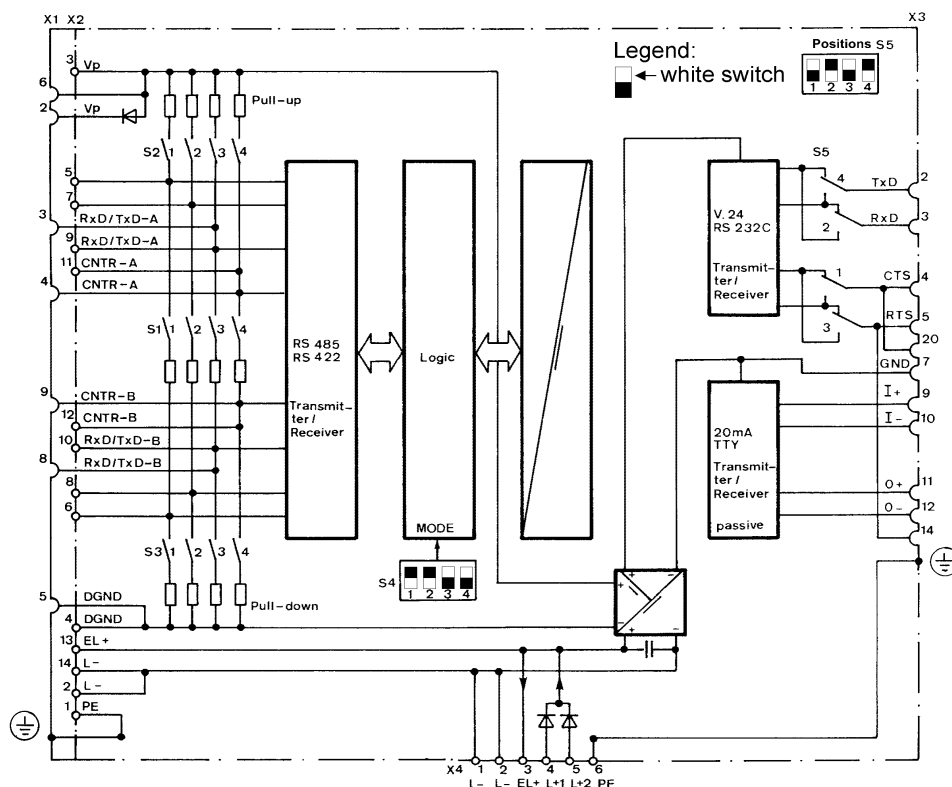 X1 X2
X3
Legend:
white switch
Positions S5
1 2 3 4
3 Vp
6
2 Vp
Pull-up
S2 1 2 3 4
5
7
3 RxD/TxD-A
9 RxD/TxD-A
11 CNTR-A
4 CNTR-A
S1 1 2 3 4
RS 485
RS 422
Transmit-
ter/
Receiver
Logic
MODE
S4
1 2 3 4
9 CNTR-B
12 CNTR-B
10 RxD/TxD-B
8 RxD/TxD-B
8
6
S3 1 2 3 4
Pull-down
5 DGND
4 DGND
13 EL+
14 L-
2 L-
1 PE
V. 24
RS 232C
Transmit-
ter/
Receiver
S5
4
2
1
3
TxD 2
RxD 3
CTS 4
RTS 5
20
GND 7
20mA
TTY
Transmit-
ter/
Receiver
passive
I+ 9
I- 10
O+ 11
O- 12
14
+ -
+
-
+ -
X4 1 2 3 4 5 6
L- L- EL+ L+1 L+2 PE